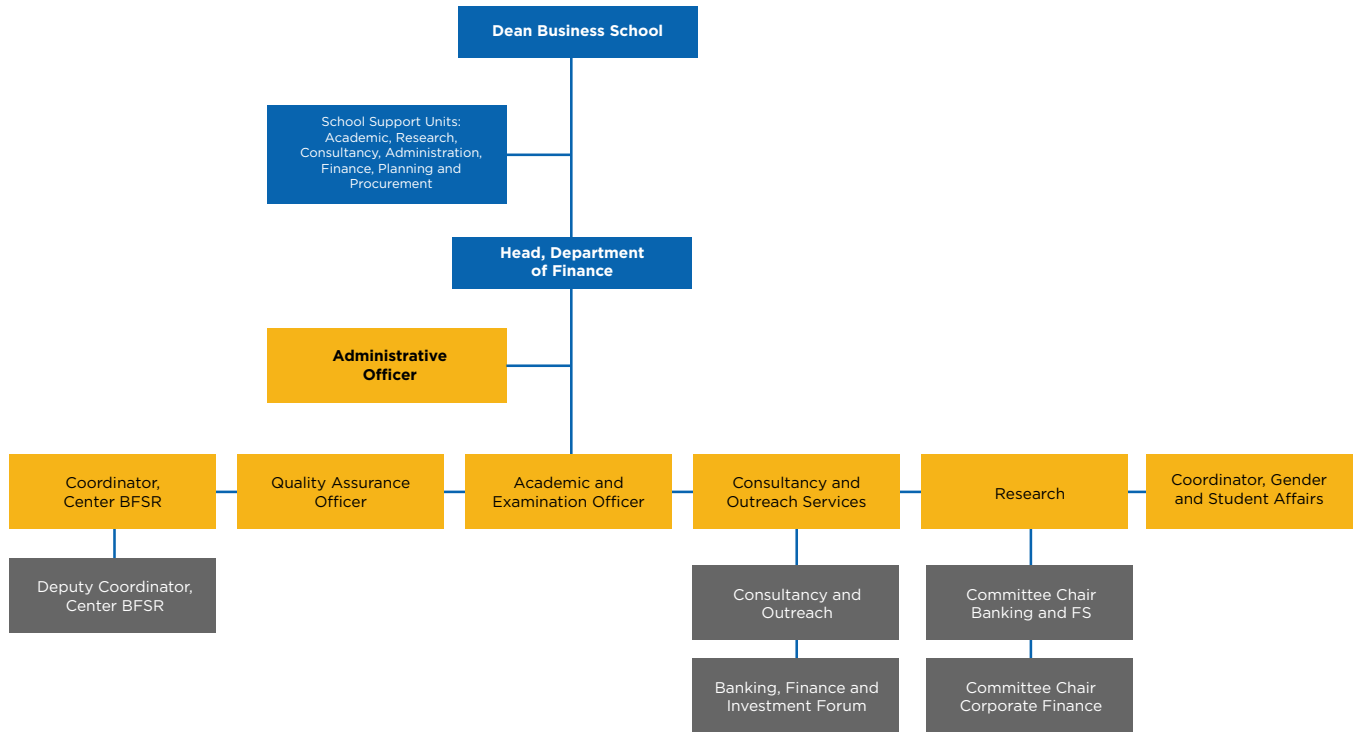 Dean Business School
School Support Units:
Academic, Research,
Consultancy, Administration,
Finance, Planning and
Procurement
Head, Department
of Finance
Administrative
Officer
Coordinator,
Center BFSR
Quality Assurance
Officer
Academic and
Examination Officer
Consultancy and
Outreach Services
Research
Coordinator, Gender
and Student Affairs
Deputy Coordinator,
Center BFSR
Consultancy and
Outreach
Committee Chair
Banking and FS
Banking, Finance and
Investment Forum
Committee Chair
Corporate Finance